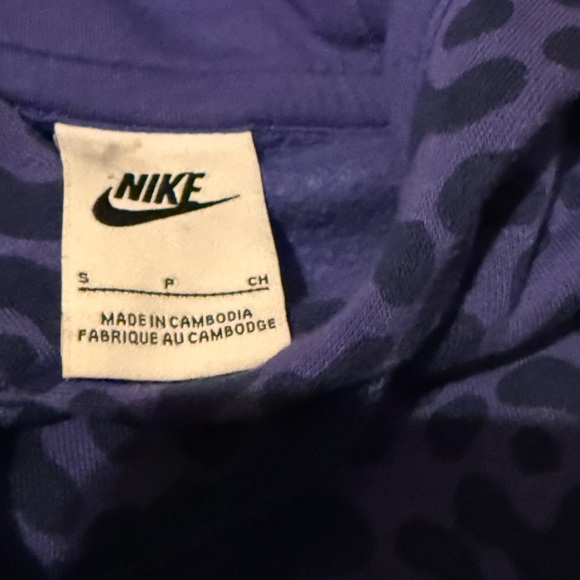 NIKE
S P CH
MADE IN CAMBODIA
FABRIQUE AU CAMBODGE